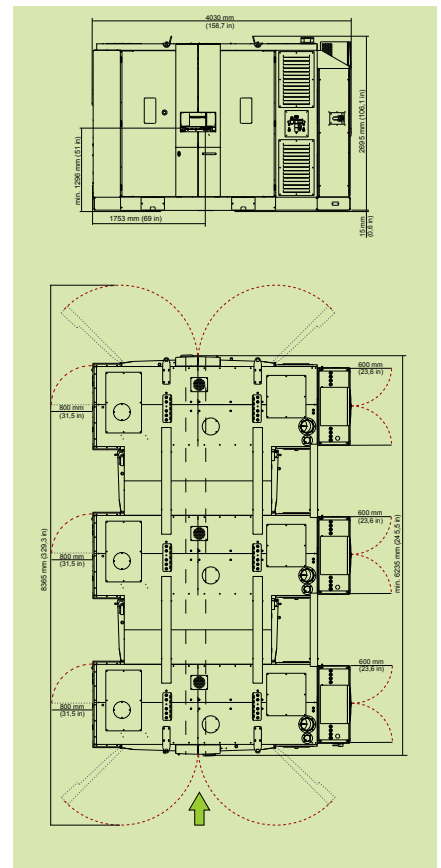 4030 mm
(158,7 in)
min. 1296 mm (51 in)
1753 mm (69 in)
2695 mm (106,1 in)
15 mm
(0,6 in)
600 mm
(23,6 in)
800 mm
(31,5 in)
600 mm
(23,6 in)
800 mm
(31,5 in)
8365 mm (329,3 in)
min. 6235 mm (245,5 in)
600 mm
(23,6 in)
800 mm
(31,5 in)